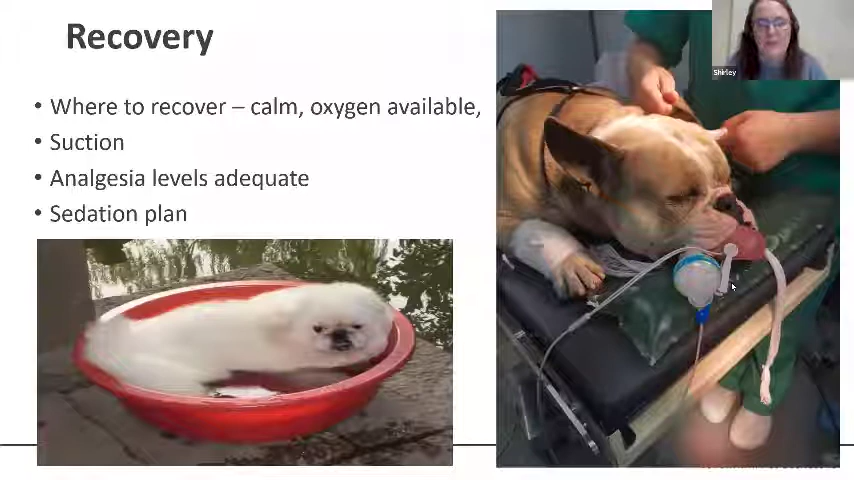 Recovery
• Where to recover – calm, oxygen available,
• Suction
• Analgesia levels adequate
• Sedation plan
Shirley